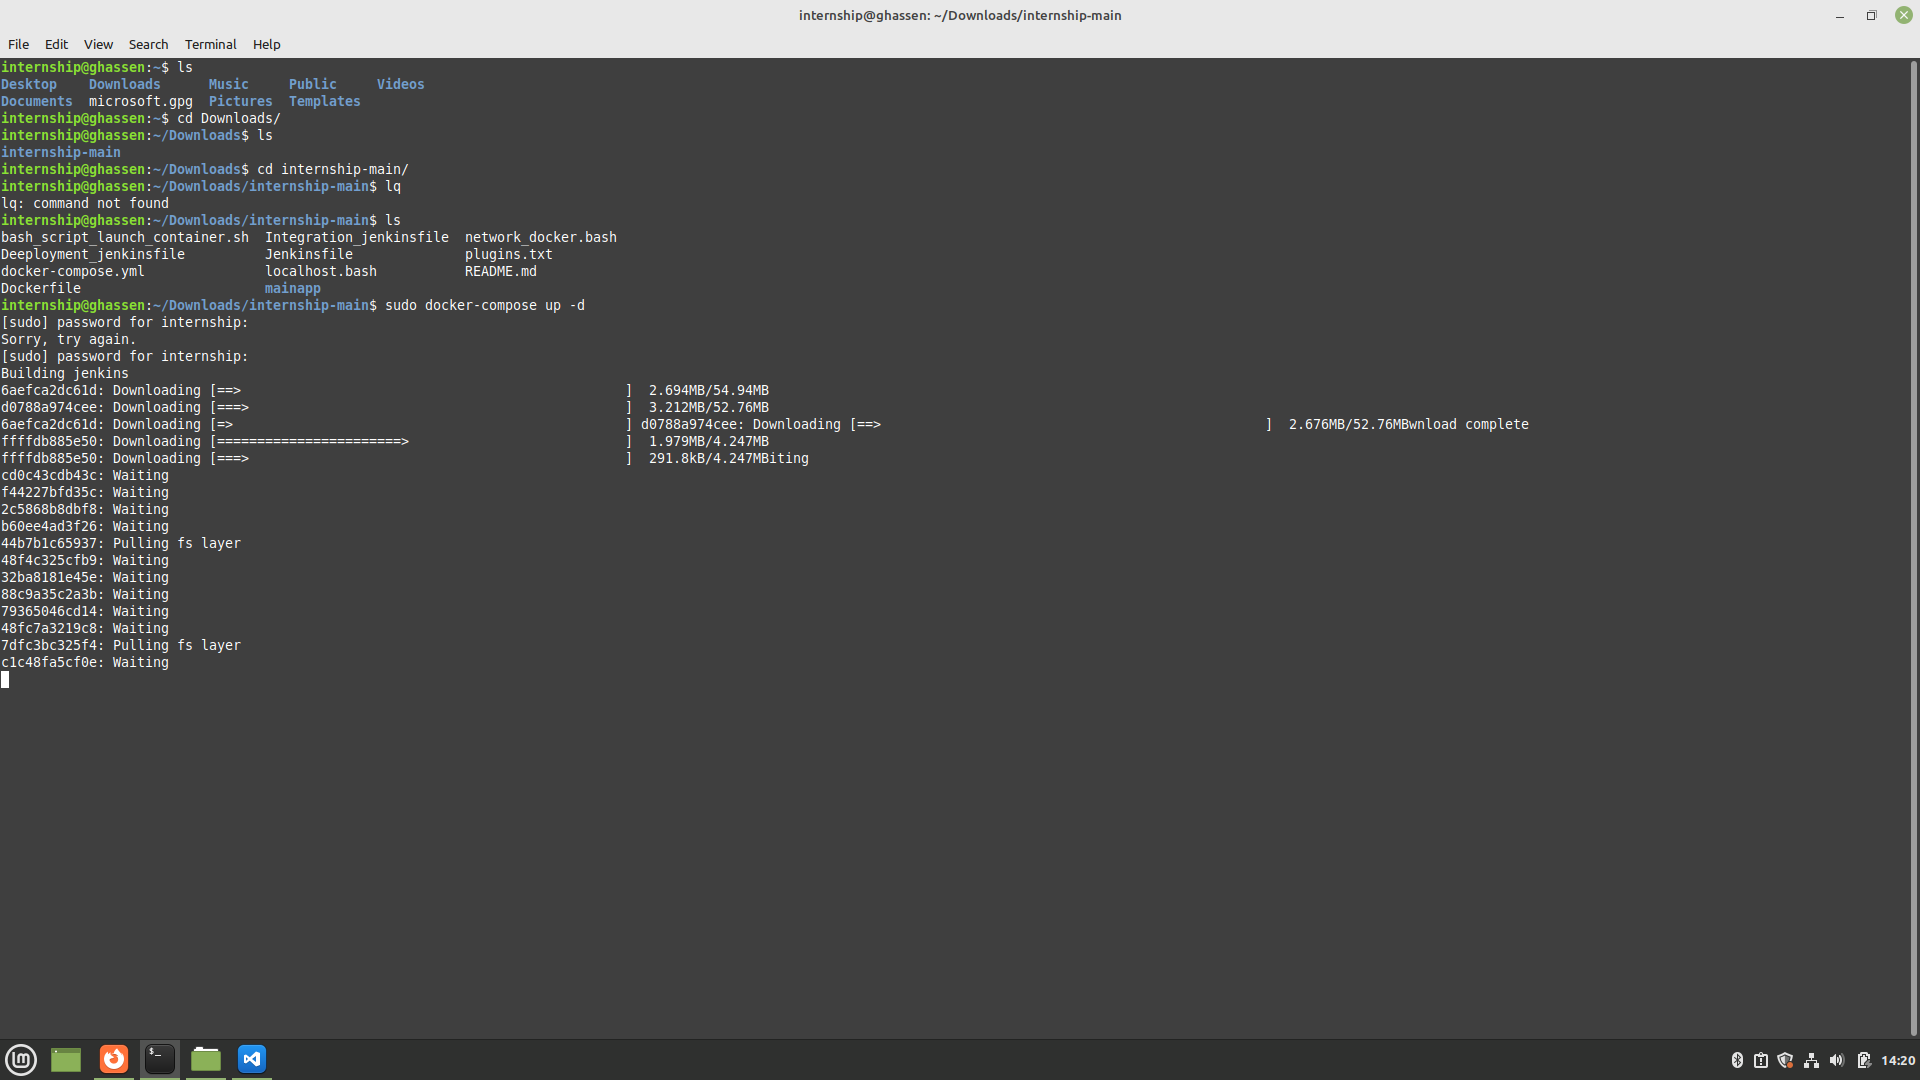 internship@ghassen: ~/Downloads/internship-main
File Edit View Search Terminal Help
internship@ghassen:~$ ls
Desktop    Downloads      Music     Public     Videos
Documents  microsoft.gpg  Pictures  Templates
internship@ghassen:~$ cd Downloads/
internship@ghassen:~/Downloads$ ls
internship-main
internship@ghassen:~/Downloads$ cd internship-main/
internship@ghassen:~/Downloads/internship-main$ lq
lq: command not found
internship@ghassen:~/Downloads/internship-main$ ls
bash_script_launch_container.sh  Integration_jenkinsfile  network_docker.bash
Deeployment_jenkinsfile          Jenkinsfile              plugins.txt
docker-compose.yml               localhost.bash           README.md
Dockerfile                       mainapp
internship@ghassen:~/Downloads/internship-main$ sudo docker-compose up -d
[sudo] password for internship:
Sorry, try again.
[sudo] password for internship:
Building jenkins
6aefca2dc61d: Downloading [==>                                                ]  2.694MB/54.94MB
d0788a974cee: Downloading [===>                                               ]  3.212MB/52.76MB
6aefca2dc61d: Downloading [=>                                                 ] d0788a974cee: Downloading [==>                                                ]  2.676MB/52.76MBwnload complete
ffffdb885e50: Downloading [=======================>                           ]  1.979MB/4.247MB
ffffdb885e50: Downloading [===>                                               ]  291.8kB/4.247MBiting
cd0c43cdb43c: Waiting
f44227bfd35c: Waiting
2c5868b8dbf8: Waiting
b60ee4ad3f26: Waiting
44b7b1c65937: Pulling fs layer
48f4c325cfb9: Waiting
32ba8181e45e: Waiting
88c9a35c2a3b: Waiting
79365046cd14: Waiting
48fc7a3219c8: Waiting
7dfc3bc325f4: Pulling fs layer
c1c48fa5cf0e: Waiting
14:20